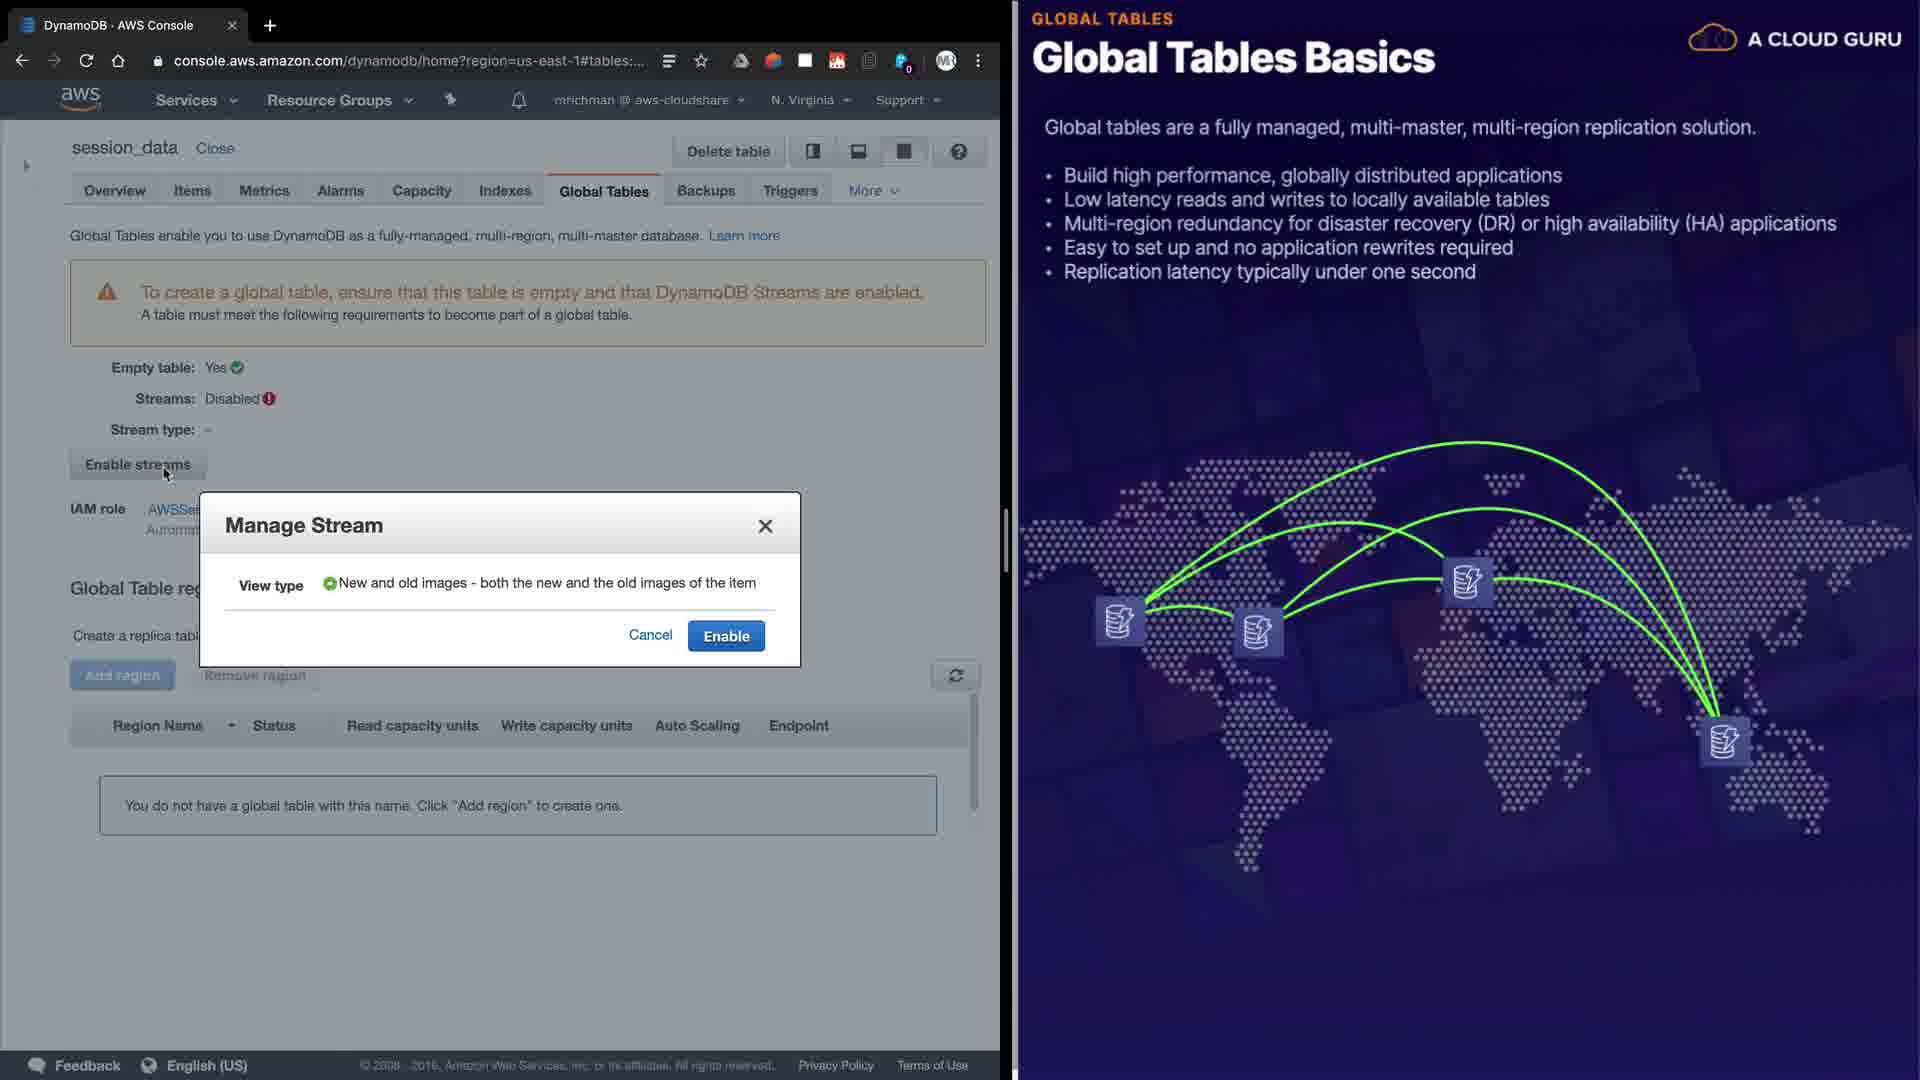 DynamoDB · AWS Console
console.aws.amazon.com/dynamodb/home?region=us-east-1#tables:...
0
aws
Services
Resource Groups
mrichman @ aws-cloudshare
N. Virginia
Support
session_data
Close
Delete table
Overview
Items
Metrics
Alarms
Capacity
Indexes
Global Tables
Backups
Triggers
More
Global Tables enable you to use DynamoDB as a fully-managed, multi-region, multi-master database. Learn more
To create a global table, ensure that this table is empty and that DynamoDB Streams are enabled.
A table must meet the following requirements to become part of a global table.
Empty table: Yes
Streams: Disabled
Stream type: –
Enable streams
IAM role
Manage Stream
View type
New and old images - both the new and the old images of the item
Cancel
Enable
Global Table
Create a replica
Add region
Remove region
Region Name
Status
Read capacity units
Write capacity units
Auto Scaling
Endpoint
You do not have a global table with this name. Click "Add region" to create one.
Feedback
English (US)
Amazon Web Services, Inc. or its affiliates. All rights reserved.
Privacy Policy
Terms of Use
GLOBAL TABLES
Global Tables Basics
A CLOUD GURU
Global tables are a fully managed, multi-master, multi-region replication solution.
• Build high performance, globally distributed applications
• Low latency reads and writes to locally available tables
• Multi-region redundancy for disaster recovery (DR) or high availability (HA) applications
• Easy to set up and no application rewrites required
• Replication latency typically under one second